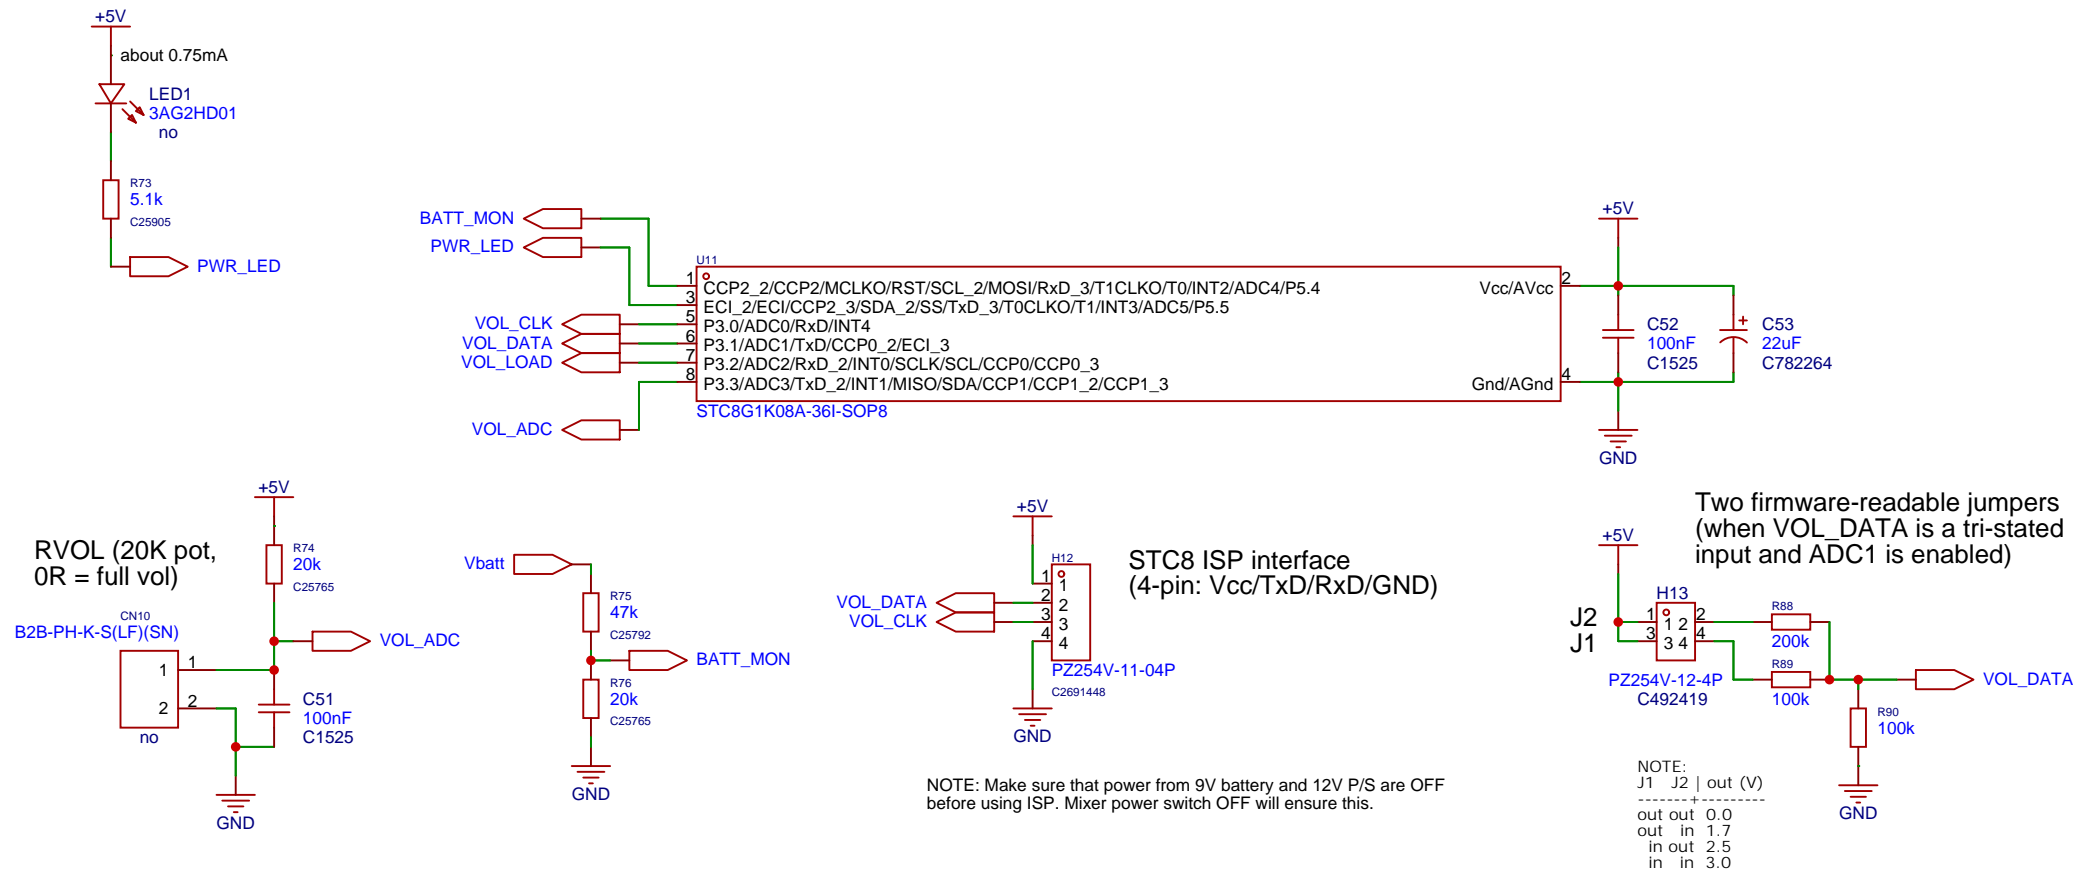 +5V
about 0.75mA
LED1
3AG2HD01
no
R73
5.1k
C25905
PWR_LED
BATT_MON
PWR_LED
VOL_CLK
VOL_DATA
VOL_LOAD
VOL_ADC
U11
1
3
5
6
7
8
CCP2_2/CCP2/MCLKO/RST/SCL_2/MOSI/RxD_3/T1CLKO/T0/INT2/ADC4/P5.4
ECI_2/ECI/CCP2_3/SDA_2/SS/TxD_3/T0CLKO/T1/INT3/ADC5/P5.5
P3.0/ADC0/RxD/INT4
P3.1/ADC1/TxD/CCP0_2/ECI_3
P3.2/ADC2/RxD_2/INT0/SCLK/SCL/CCP0/CCP0_3
P3.3/ADC3/TxD_2/INT1/MISO/SDA/CCP1/CCP1_2/CCP1_3
STC8G1K08A-36I-SOP8
Vcc/AVcc
2
Gnd/AGnd
4
+5V
C52
100nF
C1525
C53
22uF
C782264
GND
RVOL (20K pot,
0R = full vol)
CN10
B2B-PH-K-S(LF)(SN)
1 1
2 2
no
+5V
R74
20k
C25765
VOL_ADC
C51
100nF
C1525
GND
Vbatt
R75
47k
C25792
BATT_MON
R76
20k
C25765
GND
+5V
H12
STC8 ISP interface
(4-pin: Vcc/TxD/RxD/GND)
VOL_DATA
VOL_CLK
1 1
2 2
3 3
4 4
PZ254V-11-04P
C2691448
GND
NOTE: Make sure that power from 9V battery and 12V P/S are OFF
before using ISP. Mixer power switch OFF will ensure this.
Two firmware-readable jumpers
(when VOL_DATA is a tri-stated
input and ADC1 is enabled)
+5V
H13
J2
J1
1 1 2 2
3 3 4 4
PZ254V-12-4P
C492419
R88
200k
R89
100k
VOL_DATA
R90
100k
GND
NOTE:
J1 J2 | out (V)
-------+---------
out out 0.0
out in 1.7
in out 2.5
in in 3.0